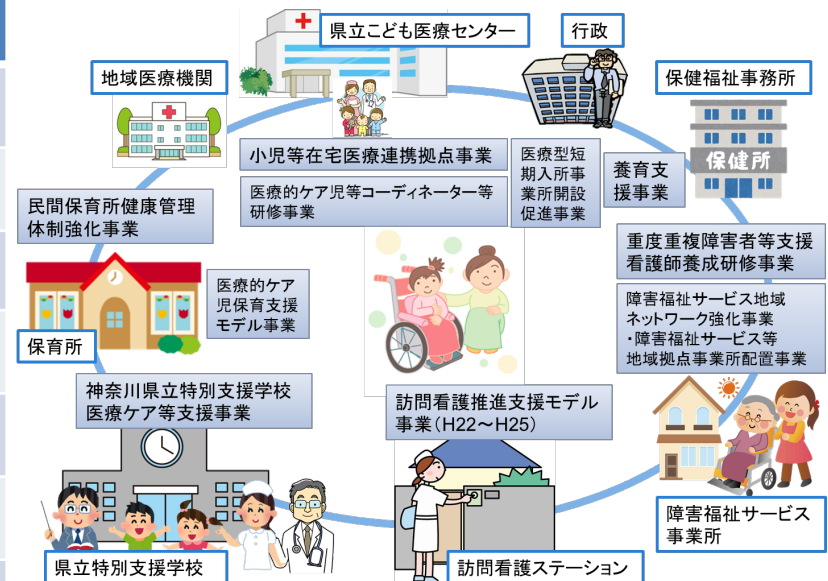 県立こども医療センター
行政
地域医療機関
保健福祉事務所
小児等在宅医療連携拠点事業
医療的ケア児等コーディネーター等
研修事業
医療型短
期入所事
業所開設
促進事業
養育支
援事業
保健所
民間保育所健康管理
体制強化事業
重度重複障害者等支援
看護師養成研修事業
医療的ケア
児保育支援
モデル事業
保育所
障害福祉サービス地域
ネットワーク強化事業
・障害福祉サービス等
地域拠点事業所配置事業
神奈川県立特別支援学校
医療ケア等支援事業
訪問看護推進支援モデル
事業(H22~H25)
障害福祉サービス
事業所
県立特別支援学校
訪問看護ステーション